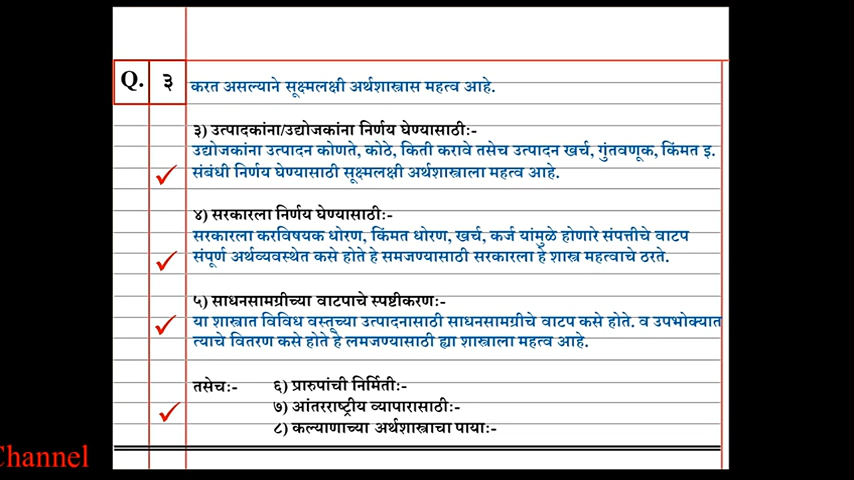 Q. ३
करत असल्याने सूक्ष्मलक्षी अर्थशास्त्रास महत्व आहे.
३) उत्पादकांना/उद्योजकांना निर्णय घेण्यासाठी:-
उद्योजकांना उत्पादन कोणते, कोठे, किती करावे तसेच उत्पादन खर्च, गुंतवणूक, किंमत इ.
संबंधी निर्णय घेण्यासाठी सूक्ष्मलक्षी अर्थशास्त्राला महत्व आहे.
४) सरकारला निर्णय घेण्यासाठी:-
सरकारला करविषयक धोरण, किंमत धोरण, खर्च, कर्ज यांमुळे होणारे संपत्तीचे वाटप
संपूर्ण अर्थव्यवस्थेत कसे होते हे समजण्यासाठी सरकारला हे शास्त्र महत्वाचे ठरते.
५) साधनसामग्रीच्या वाटपाचे स्पष्टीकरण:-
या शास्त्रात विविध वस्तूच्या उत्पादनासाठी साधनसामग्रीचे वाटप कसे होते. व उपभोक्यात
त्याचे वितरण कसे होते हे लमजण्यासाठी ह्या शास्त्राला महत्व आहे.
तसेच:- ६) प्रारुपांची निर्मिती:-
७) आंतरराष्ट्रीय व्यापारासाठी:-
८) कल्याणाच्या अर्थशास्त्राचा पाया:-
Channel